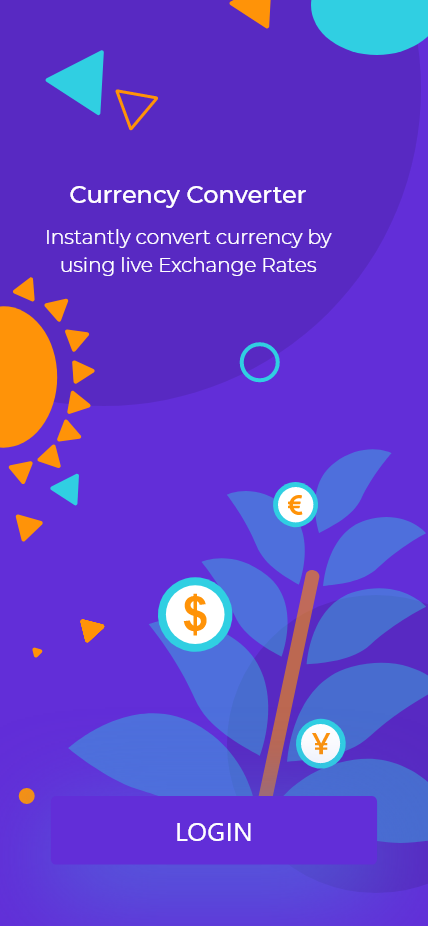 Currency Converter
Instantly convert currency by
using live Exchange Rates
€
$
¥
LOGIN